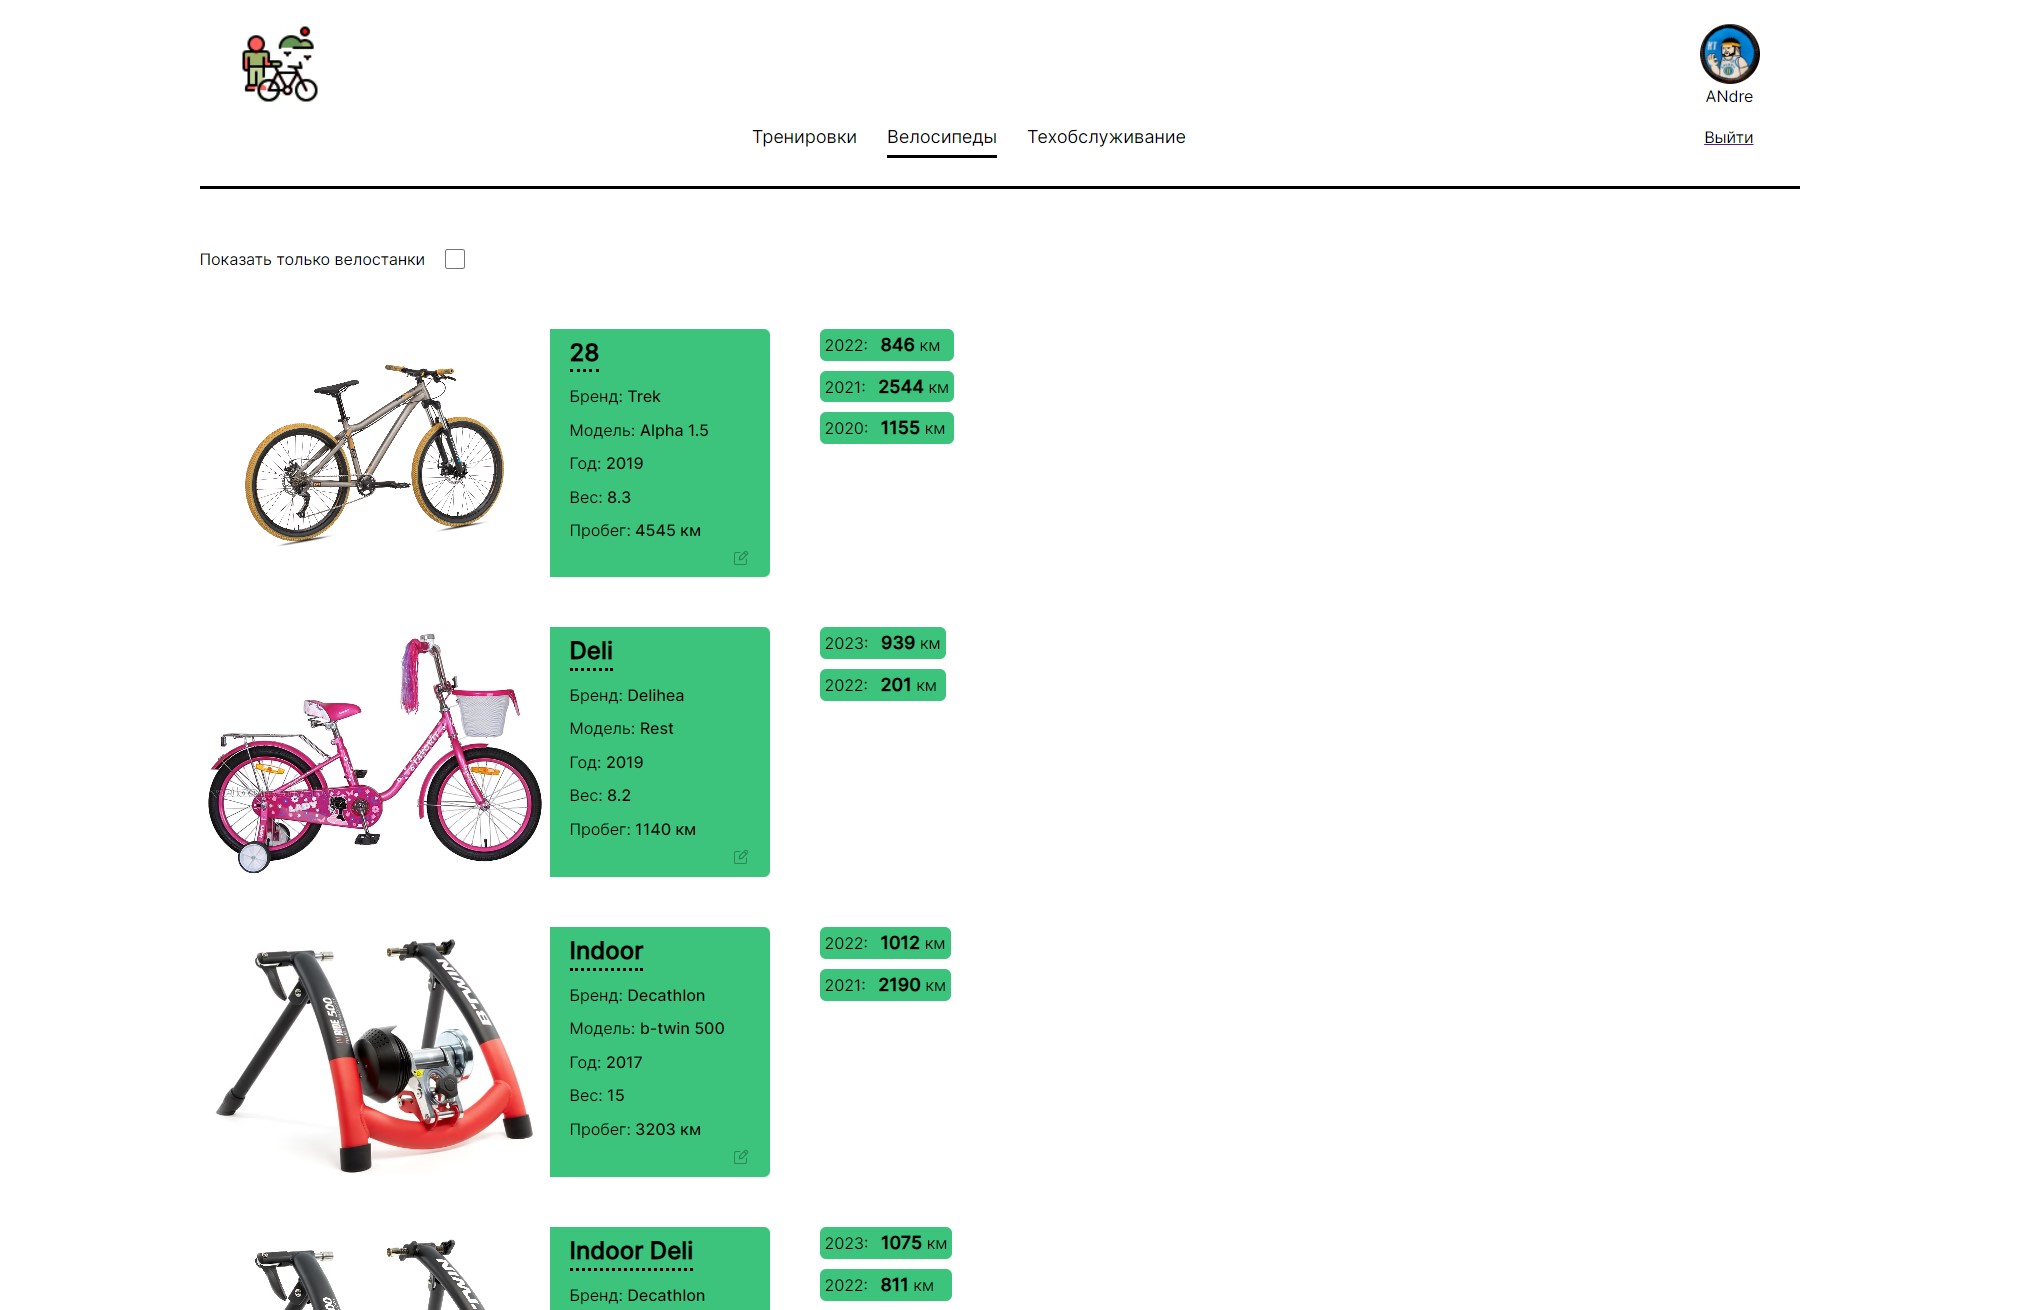 ANdre
Тренировки Велосипеды Техобслуживание Выйти
Показать только велостанки
28
Бренд: Trek
Модель: Alpha 1.5
Год: 2019
Вес: 8.3
Пробег: 4545 км
2022: 846 км
2021: 2544 км
2020: 1155 км
Deli
Бренд: Delihea
Модель: Rest
Год: 2019
Вес: 8.2
Пробег: 1140 км
2023: 939 км
2022: 201 км
LADY
B'TWIN
RIDE 500
Indoor
Бренд: Decathlon
Модель: b-twin 500
Год: 2017
Вес: 15
Пробег: 3203 км
2022: 1012 км
2021: 2190 км
Indoor Deli
Бренд: Decathlon
2023: 1075 км
2022: 811 км